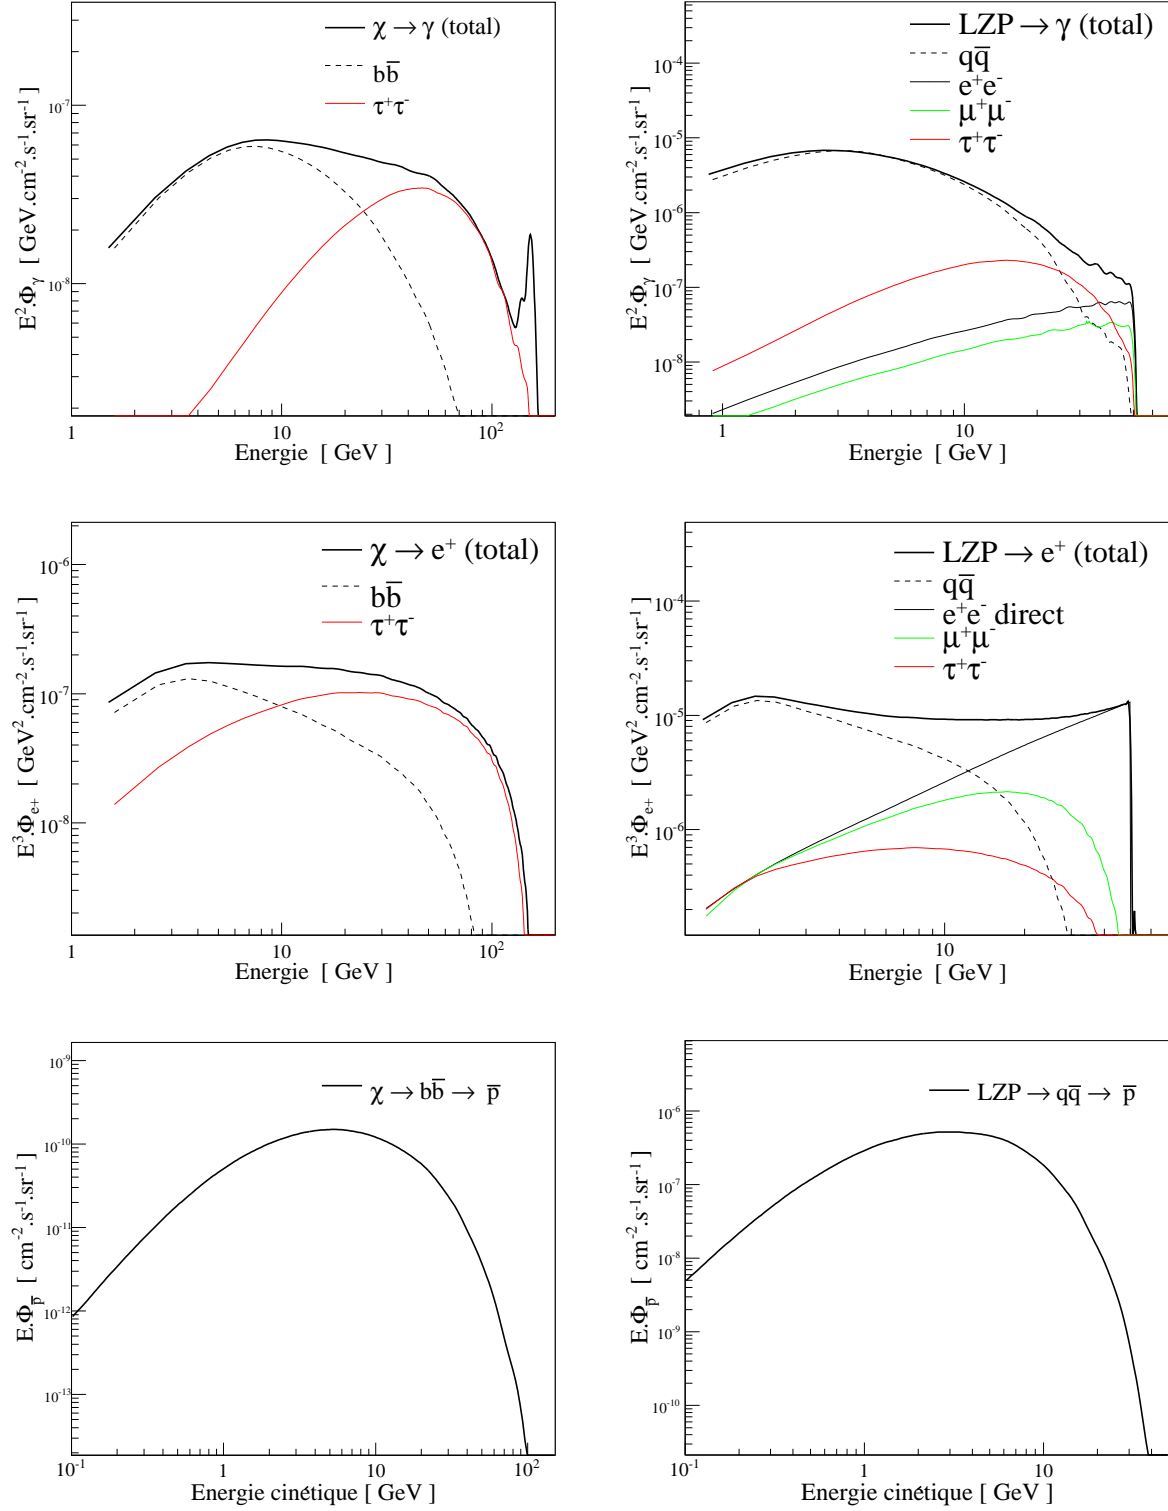 χ → γ (total)
bb̅
τ⁺τ⁻
10⁻⁷
10⁻⁸
E².Φγ [ GeV.cm⁻².s⁻¹.sr⁻¹ ]
1 10 10²
Energie [ GeV ]
LZP → γ (total)
qq̅
e⁺e⁻
μ⁺μ⁻
τ⁺τ⁻
10⁻⁴
10⁻⁵
10⁻⁶
10⁻⁷
10⁻⁸
E².Φγ [ GeV.cm⁻².s⁻¹.sr⁻¹ ]
1 10
Energie [ GeV ]
χ → e⁺ (total)
bb̅
τ⁺τ⁻
10⁻⁶
10⁻⁷
10⁻⁸
E³.Φe+ [ GeV².cm⁻².s⁻¹.sr⁻¹ ]
1 10 10²
Energie [ GeV ]
LZP → e⁺ (total)
qq̅
e⁺e⁻ direct
μ⁺μ⁻
τ⁺τ⁻
10⁻⁴
10⁻⁵
10⁻⁶
E³.Φe+ [ GeV².cm⁻².s⁻¹.sr⁻¹ ]
10
Energie [ GeV ]
χ → bb̅ → p̅
10⁻⁹
10⁻¹⁰
10⁻¹¹
10⁻¹²
10⁻¹³
E.Φp̅ [ cm⁻².s⁻¹.sr⁻¹ ]
10⁻¹ 1 10 10²
Energie cinétique [ GeV ]
LZP → qq̅ → p̅
10⁻⁶
10⁻⁷
10⁻⁸
10⁻⁹
10⁻¹⁰
E.Φp̅ [ cm⁻².s⁻¹.sr⁻¹ ]
10⁻¹ 1 10
Energie cinétique [ GeV ]